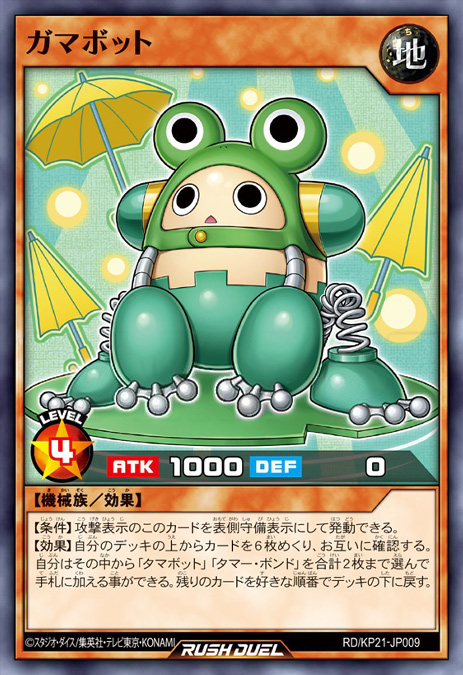 ガマボット
地
LEVEL
4
ATK 1000 DEF 0
【機械族／効果】
【条件】攻撃表示のこのカードを表側守備表示にして発動できる。
【効果】自分のデッキの上からカードを６枚めくり、お互いに確認する。
自分はその中から「タマボット」「タマー・ボンド」を合計２枚まで選んで
手札に加える事ができる。残りのカードを好きな順番でデッキの下に戻す。
©スタジオ・ダイス/集英社・テレビ東京・KONAMI RUSH DUEL RD/KP21-JP009